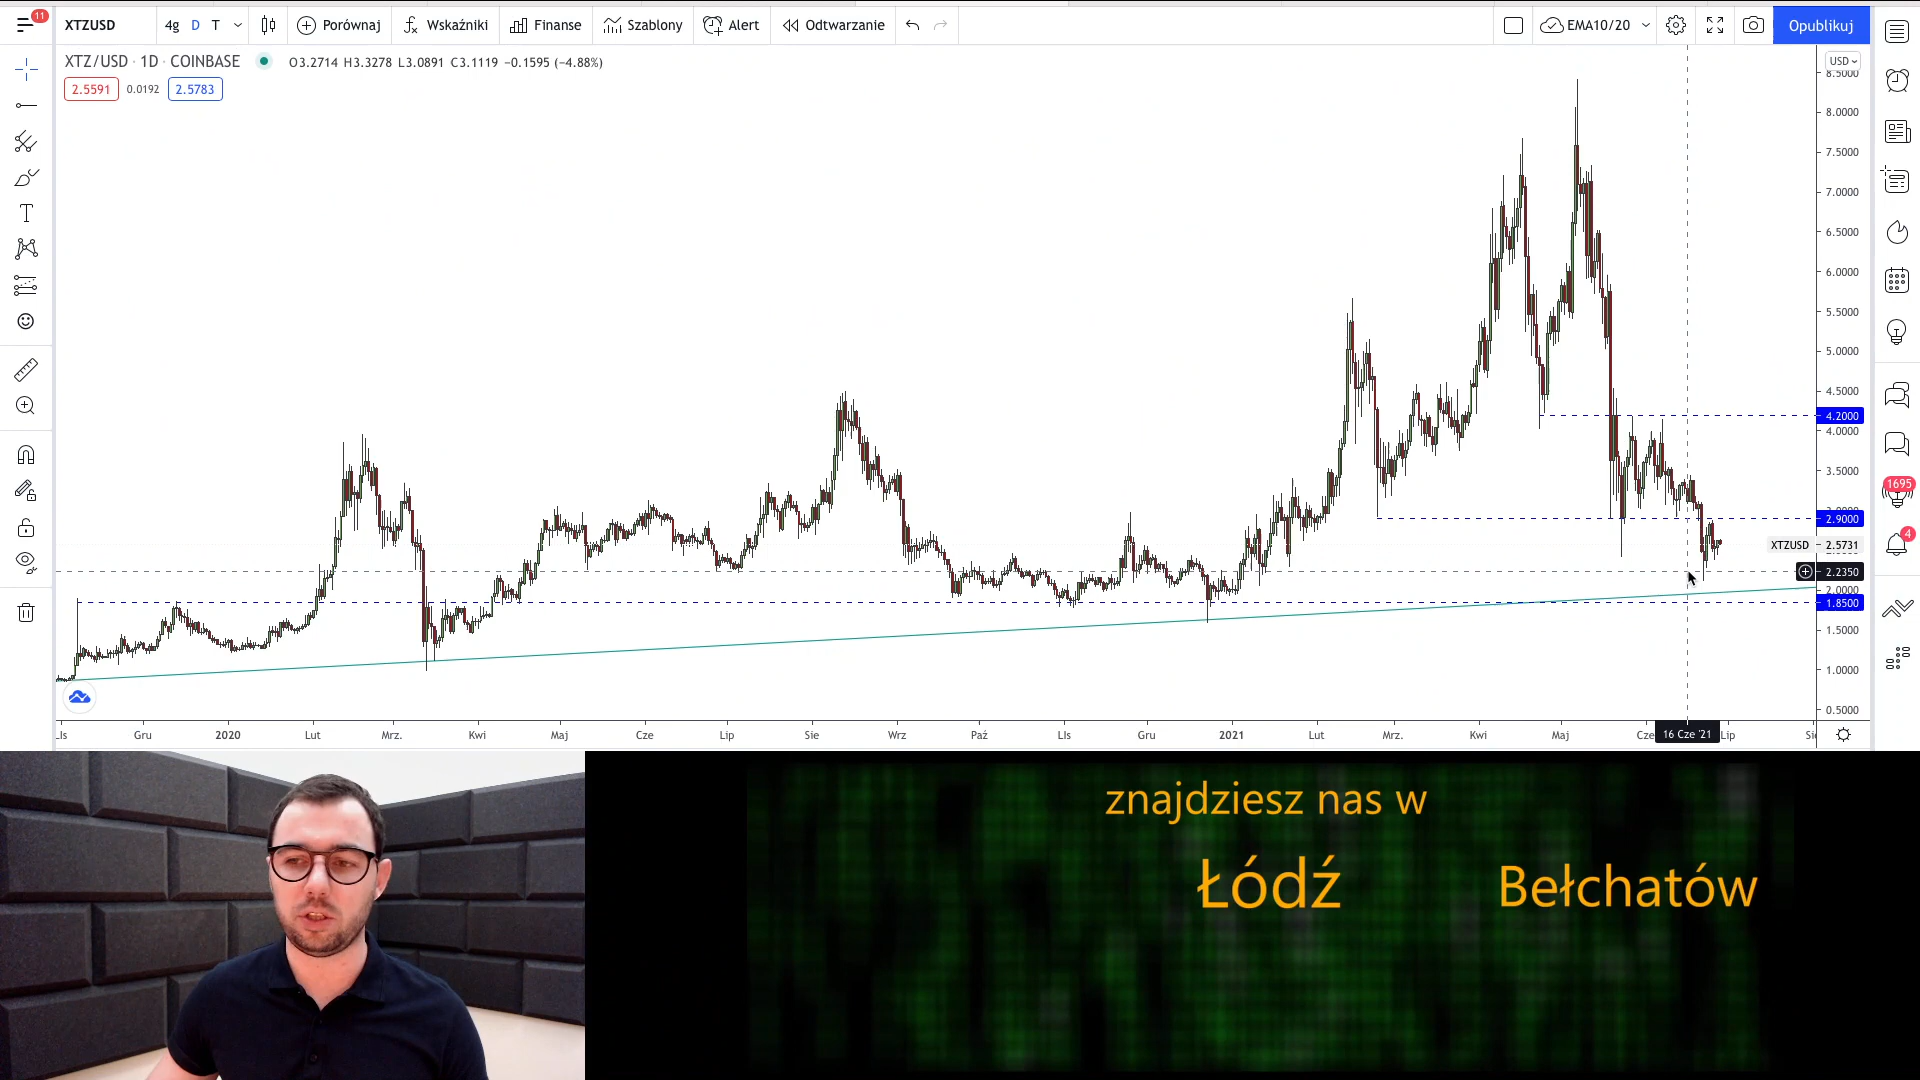 11
XTZUSD
4g D T
Porównaj
Wskaźniki
Finanse
Szablony
Alert
Odtwarzanie
EMA10/20
Opublikuj
XTZ/USD · 1D · COINBASE
O3.2714 H3.3278 L3.0891 C3.1119 −0.1595 (−4.88%)
2.5591 0.0192 2.5783
USD
8.5000
8.0000
7.5000
7.0000
6.5000
6.0000
5.5000
5.0000
4.5000
4.2000
4.0000
3.5000
2.9000
XTZUSD 2.5731
2.2350
2.0000
1.8500
1.5000
1.0000
0.5000
1695
4
Gru 2020 Lut Mrz. Kwi Maj Cze Lip Sie Wrz Paź LIs Gru 2021 Lut Mrz. Kwi Maj Cze 16 Cze '21 Lip
znajdziesz nas w
Łódź
Bełchatów